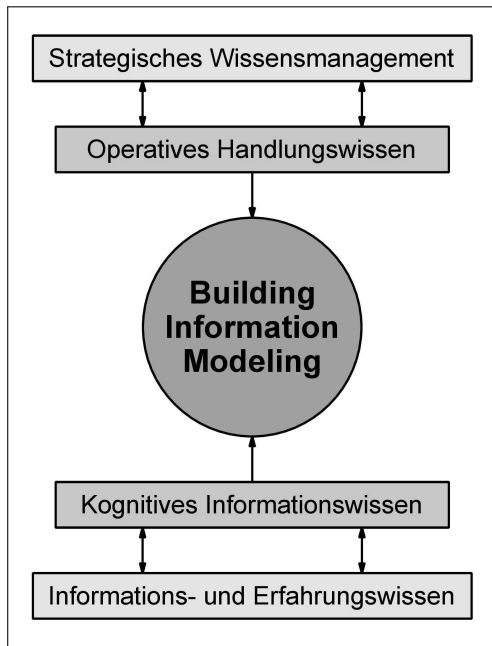 Strategisches Wissensmanagement
Operatives Handlungswissen
Building
Information
Modeling
Kognitives Informationswissen
Informations- und Erfahrungswissen